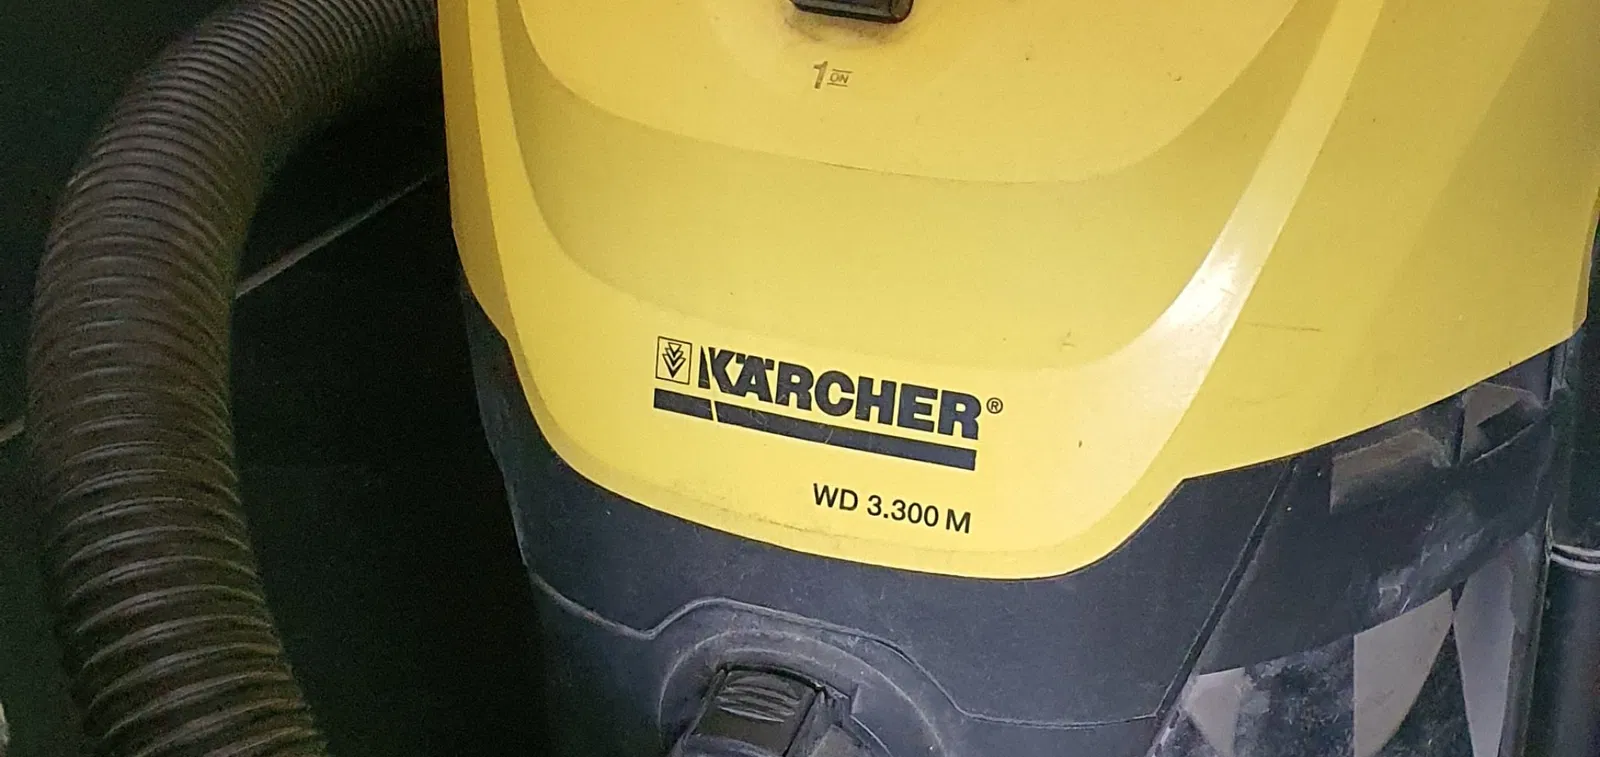 1 ON
KÄRCHER®
WD 3.300 M